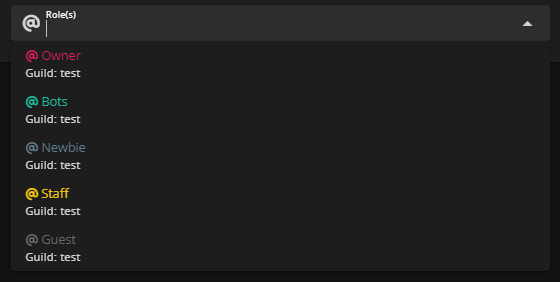 @ Role(s)
@ Owner
Guild: test
@ Bots
Guild: test
@ Newbie
Guild: test
@ Staff
Guild: test
@ Guest
Guild: test